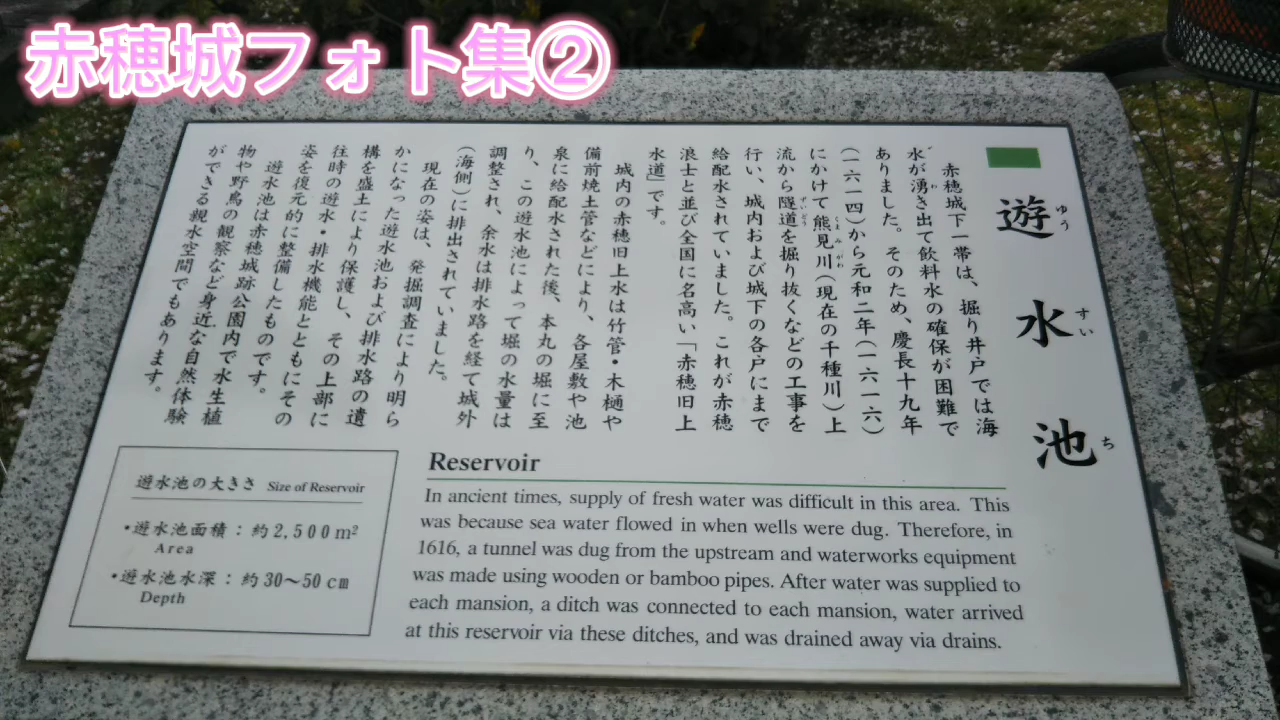 赤穂城フォト集②
遊水池
ゆうすいち
赤穂城下一帯は、掘り井戸では海
水が湧き出て飲料水の確保が困難で
ありました。そのため、慶長十九年
(一六一四)から元和二年(一六一六)
にかけて熊見川(現在の千種川)上
流から隧道を掘り抜くなどの工事を
行い、城内および城下の各戸にまで
給配水されていました。これが赤穂
浪士と並び全国に名高い「赤穂旧上
水道」です。
城内の赤穂旧上水は竹管・木樋や
備前焼土管などにより、各屋敷や池
泉に給配水された後、本丸の堀に至
り、この遊水池によって堀の水量は
調整され、余水は排水路を経て城外
(海側)に排出されていました。
現在の姿は、発掘調査により明ら
かになった遊水池および排水路の遺
構を盛土により保護し、その上部に
往時の遊水・排水機能とともにその
姿を復元的に整備したものです。
遊水池は赤穂城跡公園内で水生植
物や野鳥の観察など身近な自然体験
ができる親水空間でもあります。
Reservoir
In ancient times, supply of fresh water was difficult in this area. This
was because sea water flowed in when wells were dug. Therefore, in
1616, a tunnel was dug from the upstream and waterworks equipment
was made using wooden or bamboo pipes. After water was supplied to
each mansion, a ditch was connected to each mansion, water arrived
at this reservoir via these ditches, and was drained away via drains.
遊水池の大きさ Size of Reservoir
・遊水池面積：約2,500m²
Area
・遊水池水深：約30～50cm
Depth